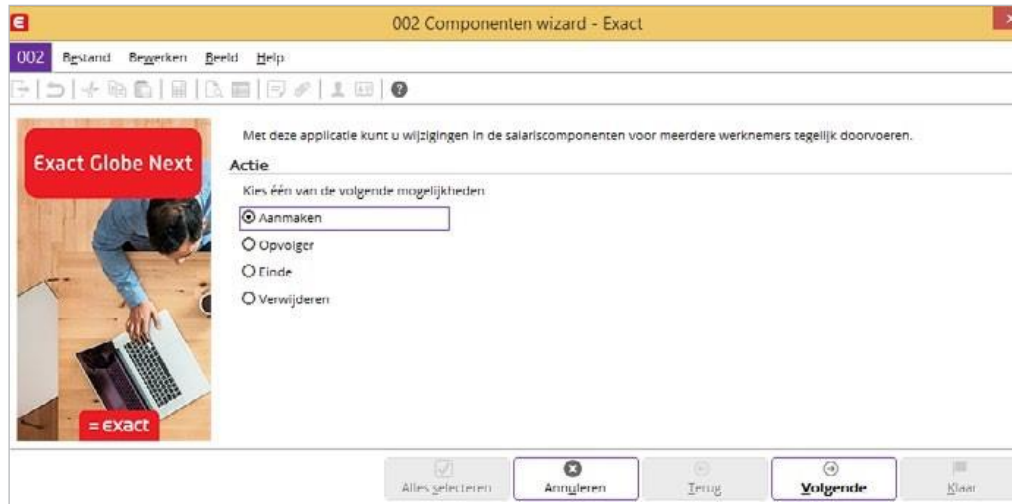 002 Componenten wizard - Exact
002 Bestand Bewerken Beeld Help
Exact Globe Next
= exact
Met deze applicatie kunt u wijzigingen in de salariscomponenten voor meerdere werknemers tegelijk doorvoeren.
Actie
Kies één van de volgende mogelijkheden
Aanmaken
Opvolger
Einde
Verwijderen
Alles selecteren Annuleren Terug Volgende Klaar